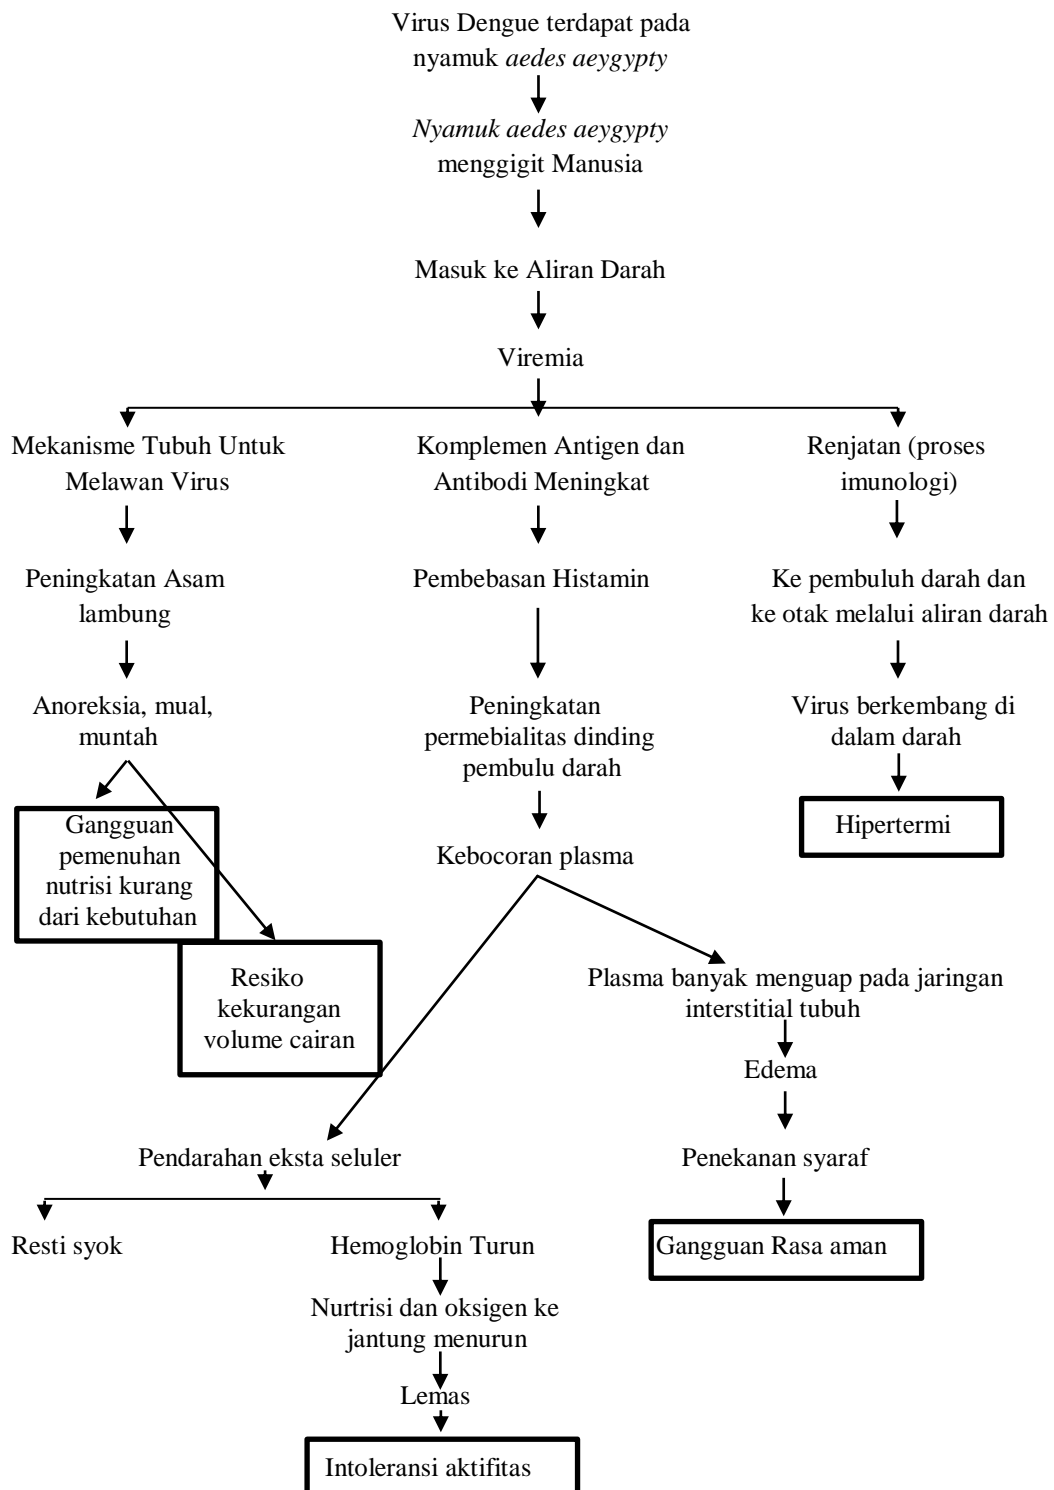 Virus Dengue terdapat pada
nyamuk aedes aeygypty
Nyamuk aedes aeygypty
menggigit Manusia
Masuk ke Aliran Darah
Viremia
Mekanisme Tubuh Untuk
Melawan Virus
Komplemen Antigen dan
Antibodi Meningkat
Renjatan (proses
imunologi)
Peningkatan Asam
lambung
Pembebasan Histamin
Ke pembuluh darah dan
ke otak melalui aliran darah
Anoreksia, mual,
muntah
Peningkatan
permebialitas dinding
pembulu darah
Virus berkembang di
dalam darah
Gangguan
pemenuhan
nutrisi kurang
dari kebutuhan
Kebocoran plasma
Hipertermi
Resiko
kekurangan
volume cairan
Plasma banyak menguap pada jaringan
interstitial tubuh
Edema
Pendarahan eksta seluler
Penekanan syaraf
Resti syok
Hemoglobin Turun
Gangguan Rasa aman
Nurtrisi dan oksigen ke
jantung menurun
Lemas
Intoleransi aktifitas